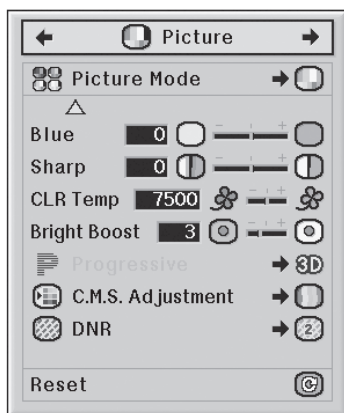 Picture
Picture Mode
Blue 0 - +
Sharp 0 - +
CLR Temp 7500 - +
Bright Boost 3 - +
Progressive 3D
C.M.S. Adjustment
DNR 2
Reset